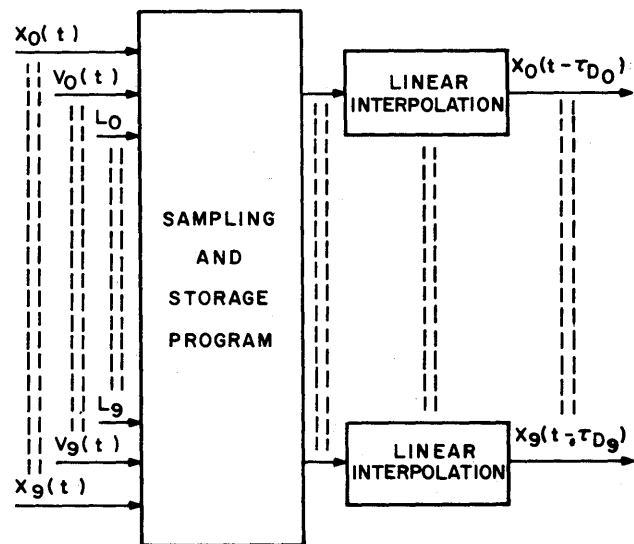 X₀(t)
V₀(t)
L₀
SAMPLING
AND
STORAGE
PROGRAM
LINEAR
INTERPOLATION
X₀(t-τD₀)
L₉
V₉(t)
X₉(t)
LINEAR
INTERPOLATION
X₉(t-τD₉)